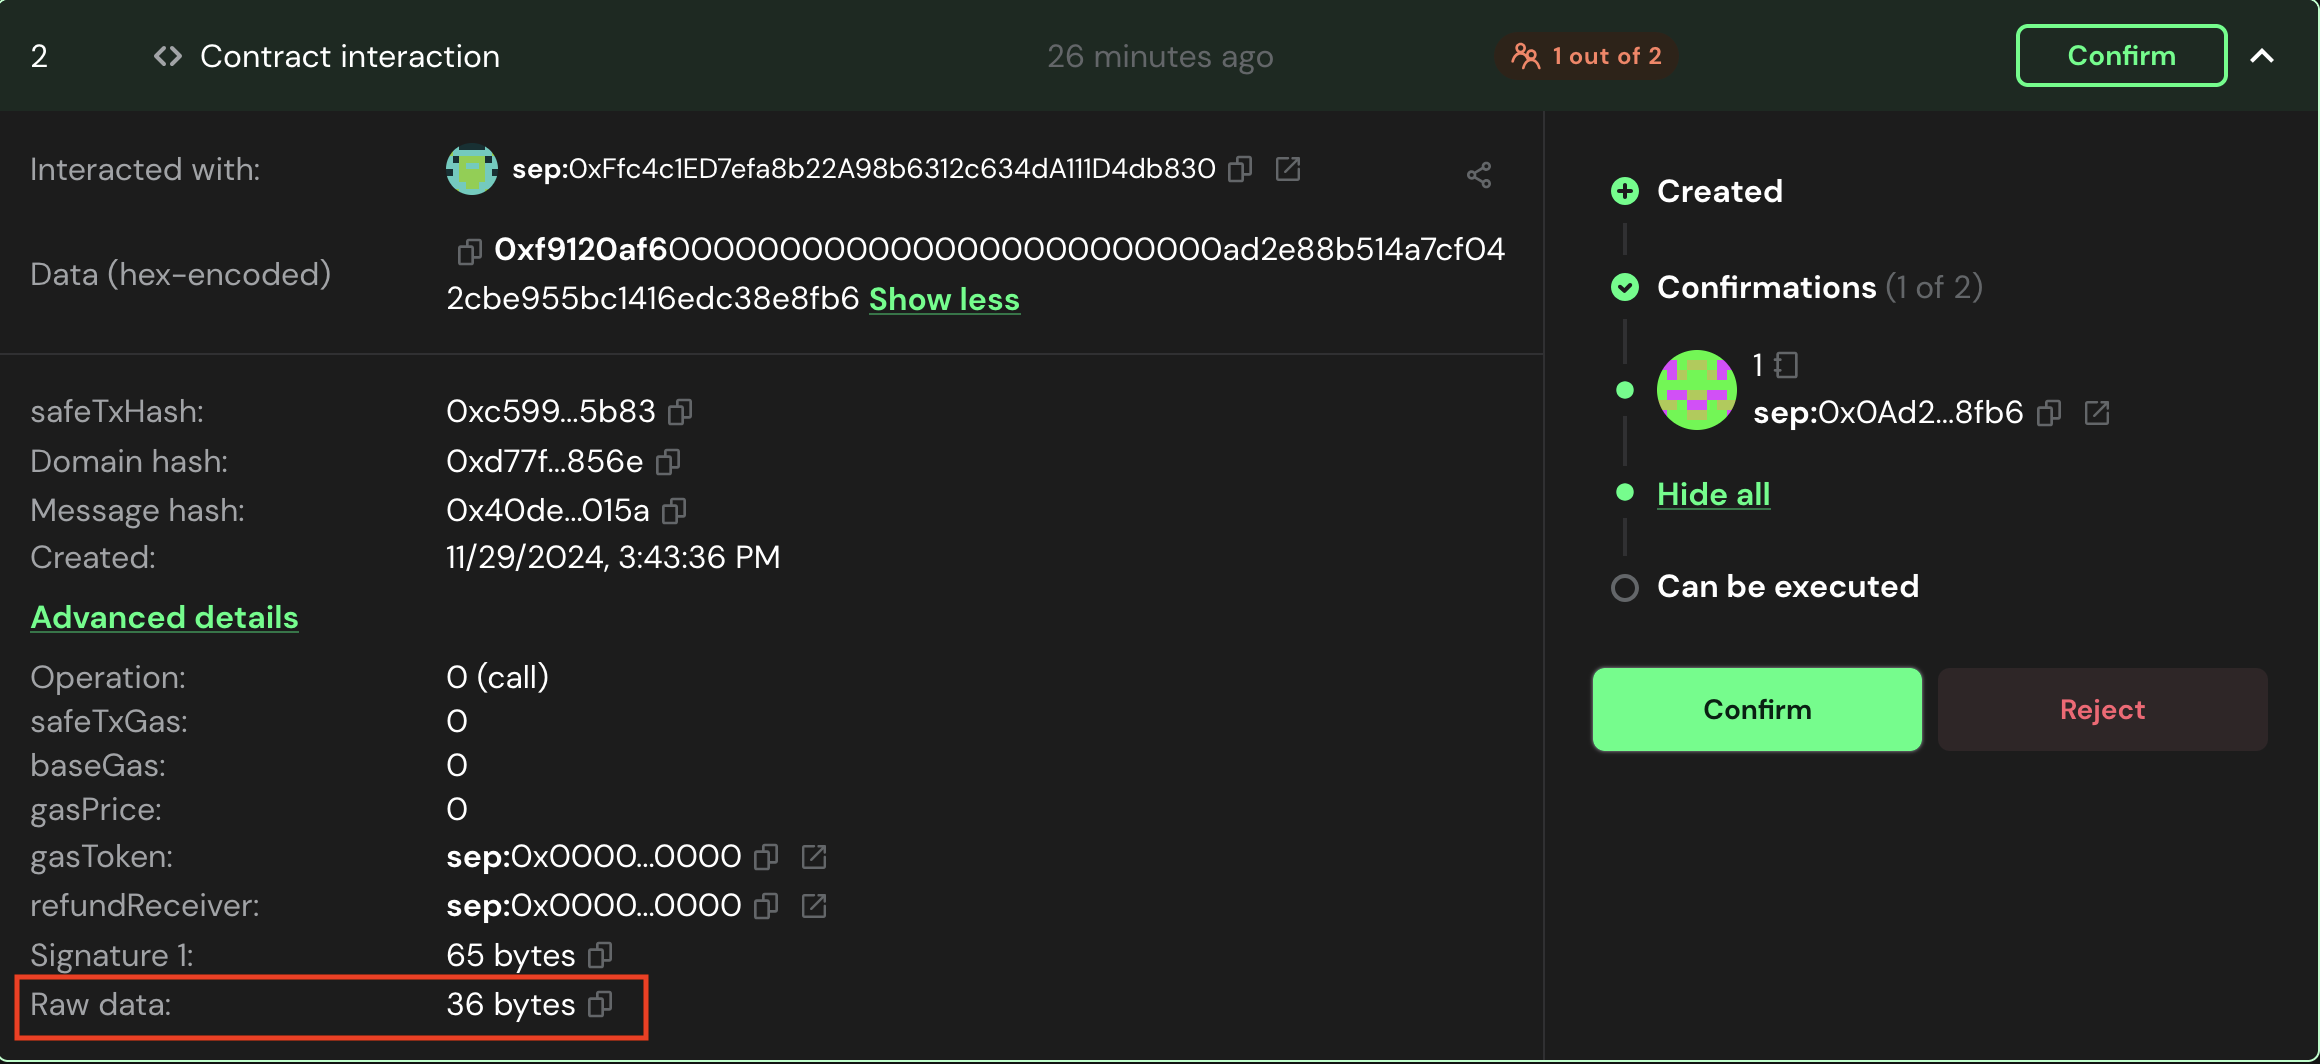 2 Contract interaction 26 minutes ago 1 out of 2 Confirm
Interacted with: sep:0xFfc4c1ED7efa8b22A98b6312c634dA111D4db830
Data (hex-encoded) 0xf9120af60000000000000000000000000ad2e88b514a7cf04
2cbe955bc1416edc38e8fb6 Show less
safeTxHash: 0xc599...5b83
Domain hash: 0xd77f...856e
Message hash: 0x40de...015a
Created: 11/29/2024, 3:43:36 PM
Advanced details
Operation: 0 (call)
safeTxGas: 0
baseGas: 0
gasPrice: 0
gasToken: sep:0x0000...0000
refundReceiver: sep:0x0000...0000
Signature 1: 65 bytes
Raw data: 36 bytes
Created
Confirmations (1 of 2)
1
sep:0x0Ad2...8fb6
Hide all
Can be executed
Confirm Reject